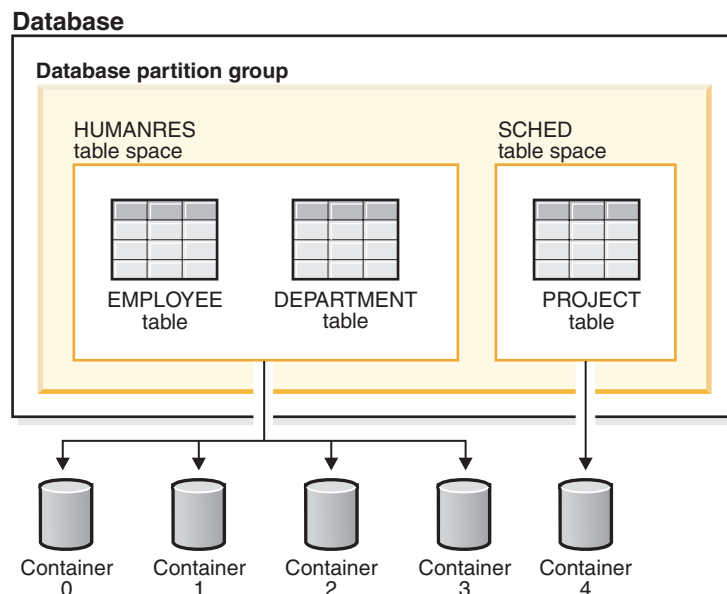 Database
Database partition group
HUMANRES
table space
SCHED
table space
EMPLOYEE
table
DEPARTMENT
table
PROJECT
table
Container
0
Container
1
Container
2
Container
3
Container
4